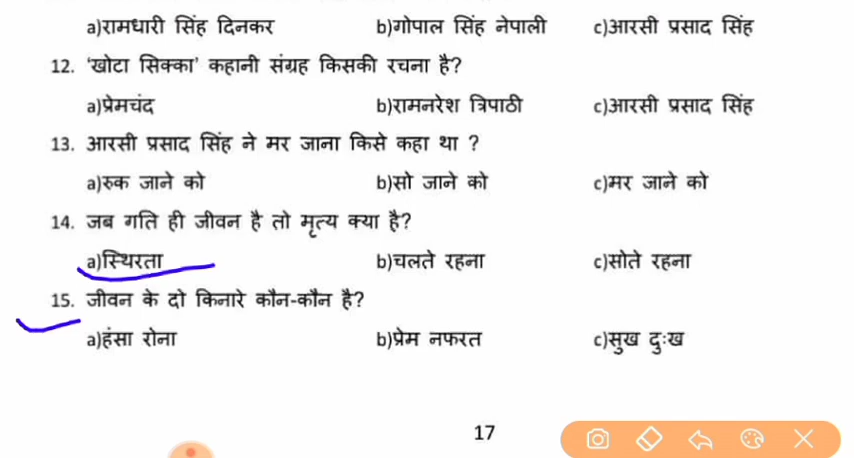 a)रामधारी सिंह दिनकर b)गोपाल सिंह नेपाली c)आरसी प्रसाद सिंह
12. ‘खोटा सिक्का’ कहानी संग्रह किसकी रचना है?
a)प्रेमचंद b)रामनरेश त्रिपाठी c)आरसी प्रसाद सिंह
13. आरसी प्रसाद सिंह ने मर जाना किसे कहा था ?
a)रुक जाने को b)सो जाने को c)मर जाने को
14. जब गति ही जीवन है तो मृत्य क्या है?
a)स्थिरता b)चलते रहना c)सोते रहना
15. जीवन के दो किनारे कौन-कौन है?
a)हंसा रोना b)प्रेम नफरत c)सुख दुःख
17